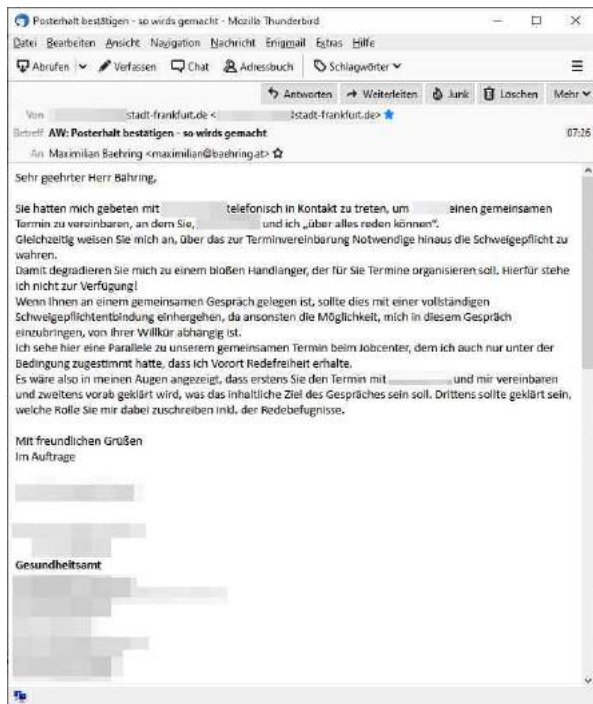 Posterhalt bestätigen - so wirds gemacht - Mozilla Thunderbird
Datei Bearbeiten Ansicht Navigation Nachricht Enigmail Extras Hilfe
Abrufen Verfassen Chat Adressbuch Schlagwörter
Antworten Weiterleiten Junk Löschen Mehr
Von stadt-frankfurt.de < stadt-frankfurt.de>
Betreff AW: Posterhalt bestätigen - so wirds gemacht 07:26
An Maximilian Baehring <maximilian@baehring.at>
Sehr geehrter Herr Bähring,
Sie hatten mich gebeten mit telefonisch in Kontakt zu treten, um einen gemeinsamen
Termin zu vereinbaren, an dem Sie, und ich „über alles reden können“.
Gleichzeitig weisen Sie mich an, über das zur Terminvereinbarung Notwendige hinaus die Schweigepflicht zu
wahren.
Damit degradieren Sie mich zu einem bloßen Handlanger, der für Sie Termine organisieren soll. Hierfür stehe
ich nicht zur Verfügung!
Wenn Ihnen an einem gemeinsamen Gespräch gelegen ist, sollte dies mit einer vollständigen
Schweigepflichtentbindung einhergehen, da ansonsten die Möglichkeit, mich in diesem Gespräch
einzubringen, von Ihrer Willkür abhängig ist.
Ich sehe hier eine Parallele zu unserem gemeinsamen Termin beim Jobcenter, dem ich auch nur unter der
Bedingung zugestimmt hatte, dass ich Vorort Redefreiheit erhalte.
Es wäre also in meinen Augen angezeigt, dass erstens Sie den Termin mit und mir vereinbaren
und zweitens vorab geklärt wird, was das inhaltliche Ziel des Gespräches sein soll. Drittens sollte geklärt sein,
welche Rolle Sie mir dabei zuschreiben inkl. der Redebefugnisse.
Mit freundlichen Grüßen
Im Auftrage
Gesundheitsamt